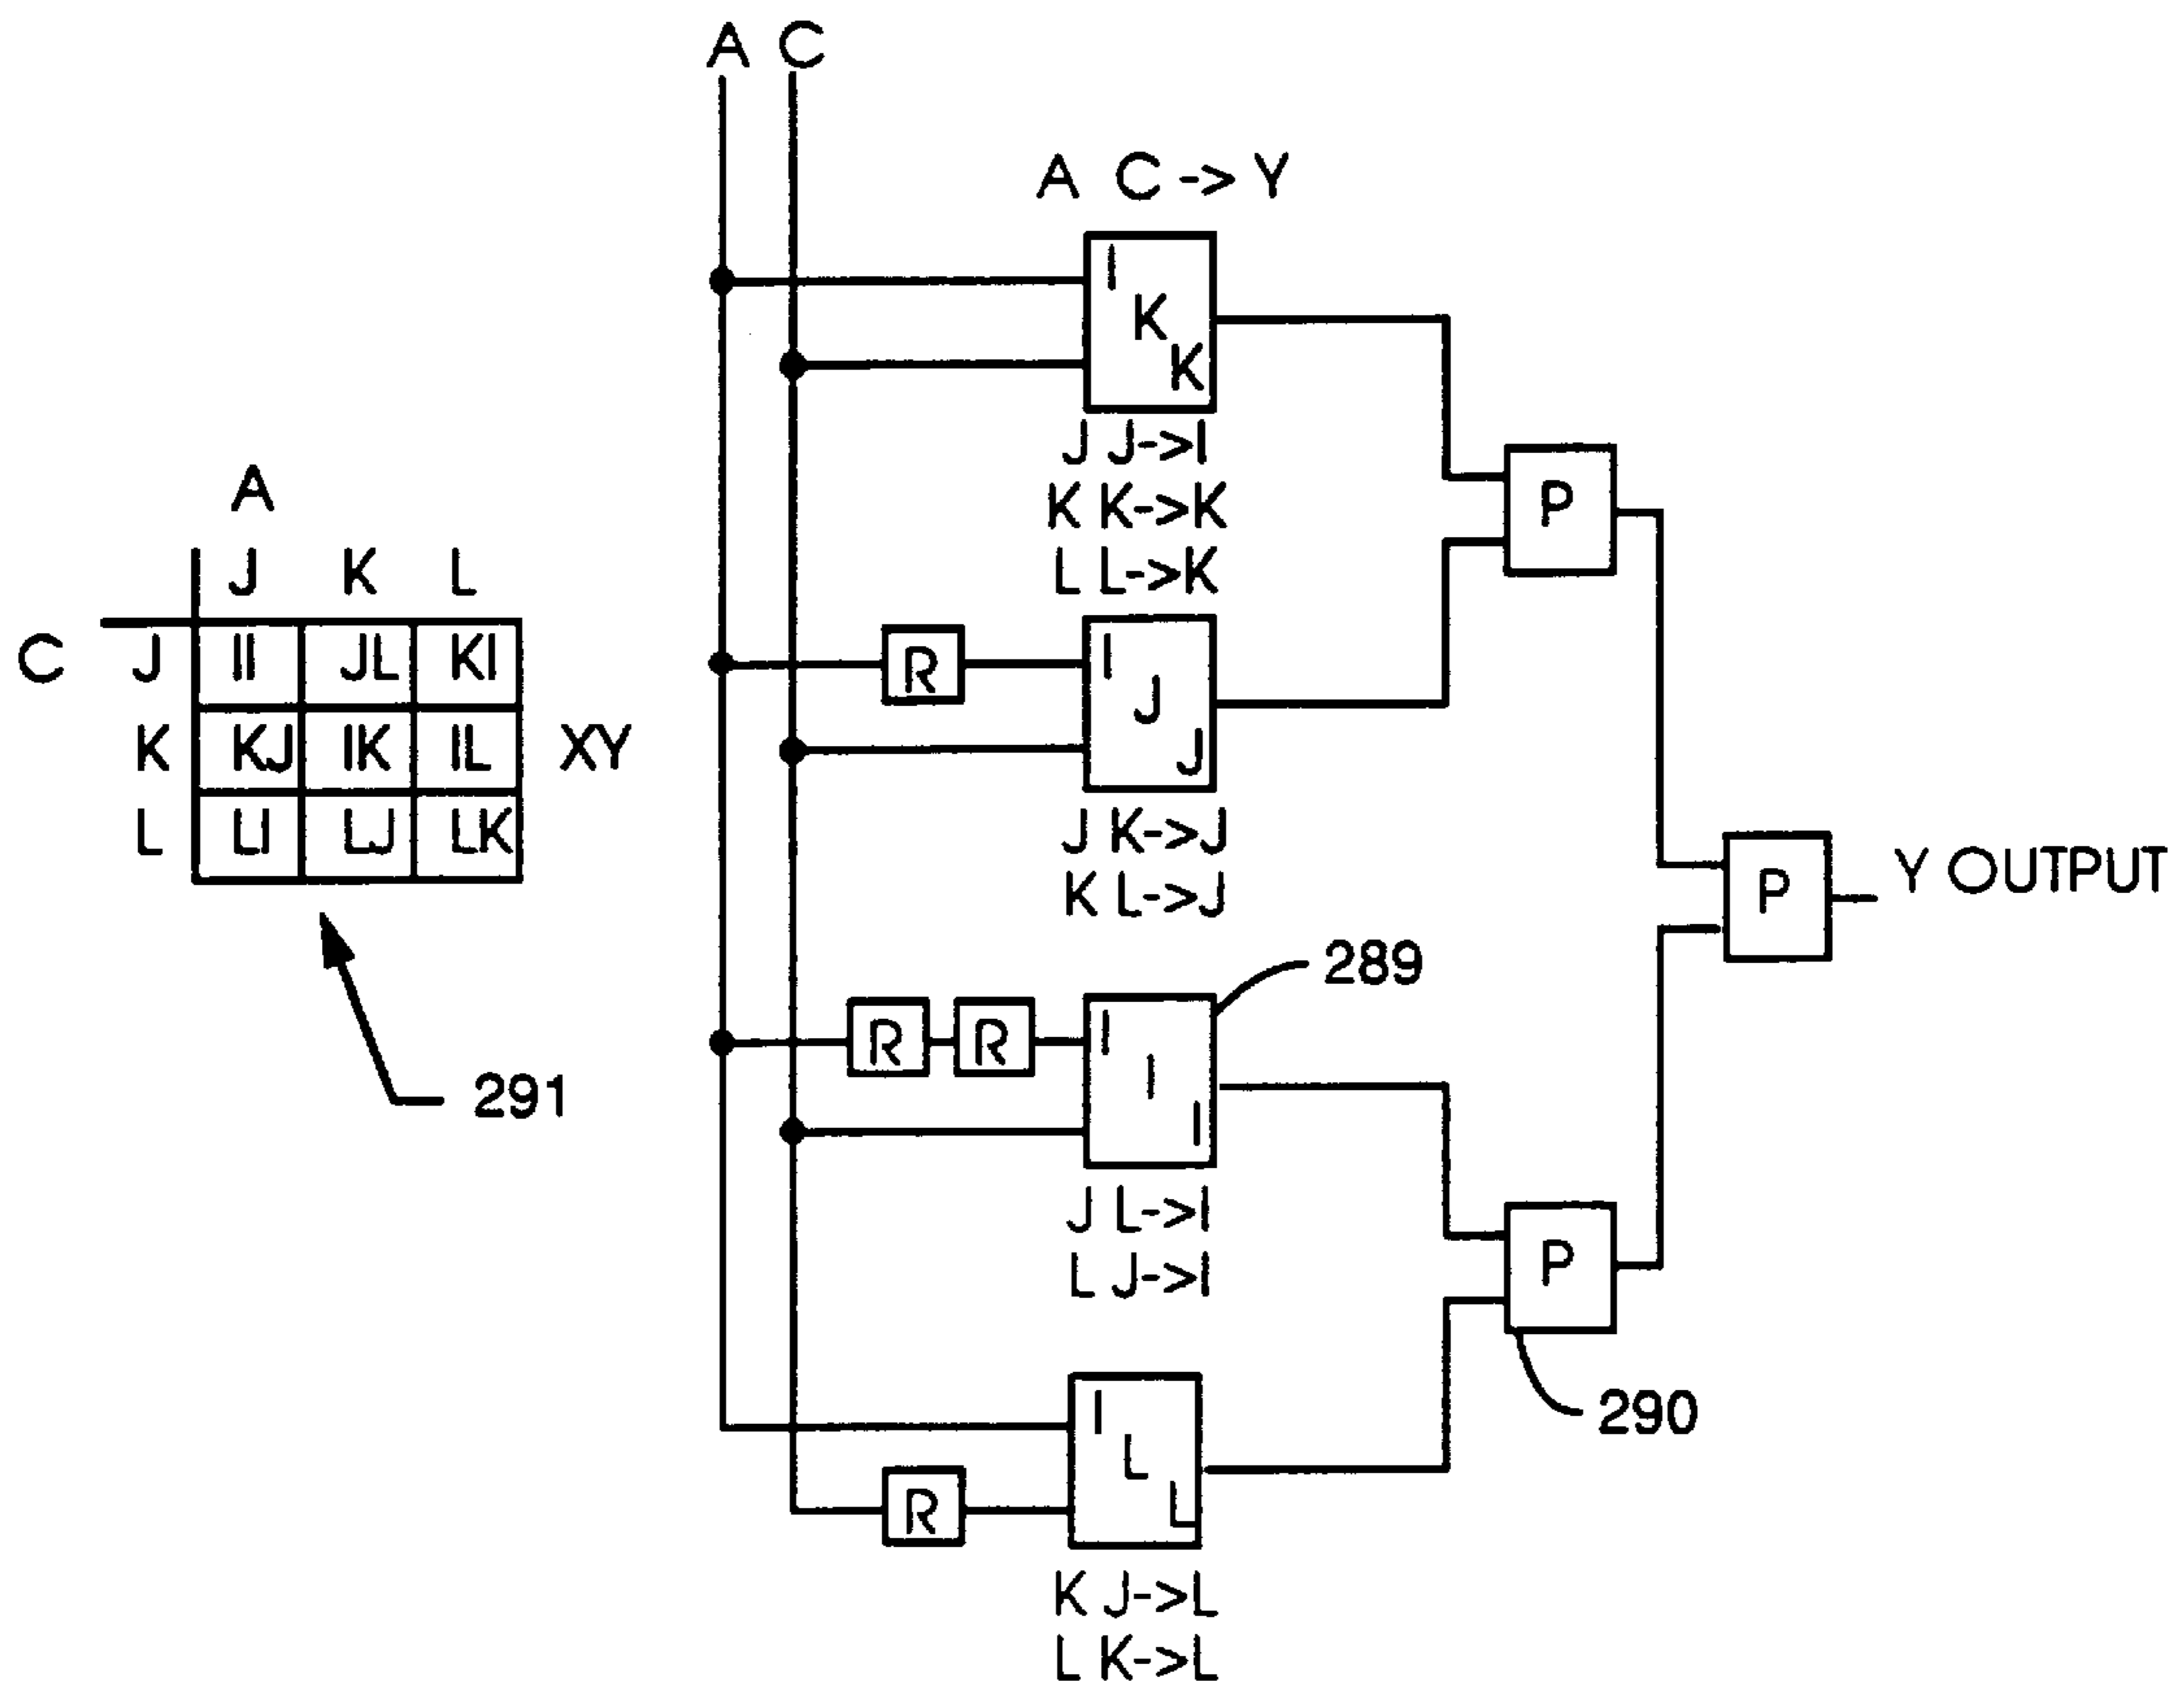 A C
A C -> Y
I
K
K
J J->I
K K->K
L L->K
P
A
J K L
C J II JL KI
K KJ IK IL XY
L LI LJ LK
291
R
I
J
J
J K->J
K L->J
P
Y OUTPUT
289
R R
I
I
I
J L->I
L J->I
P
290
I
L
L
R
K J->L
L K->L